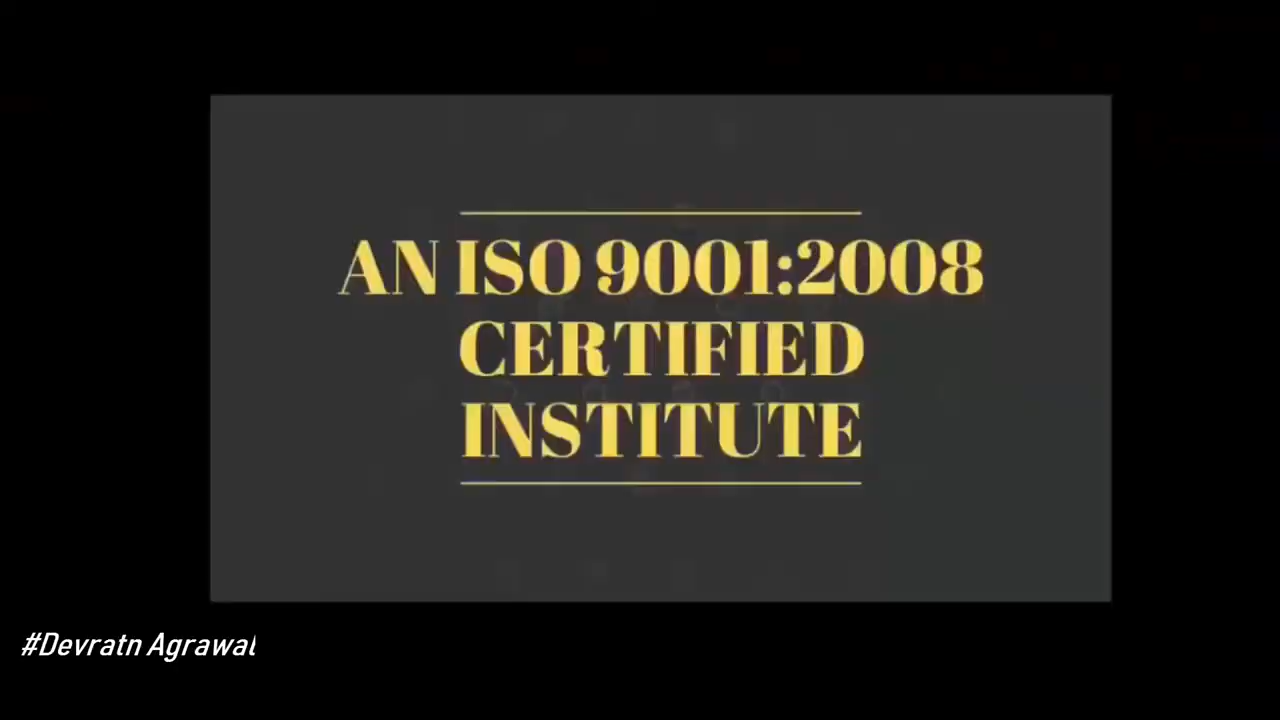 AN ISO 9001:2008
CERTIFIED
INSTITUTE
#Devratn Agrawal